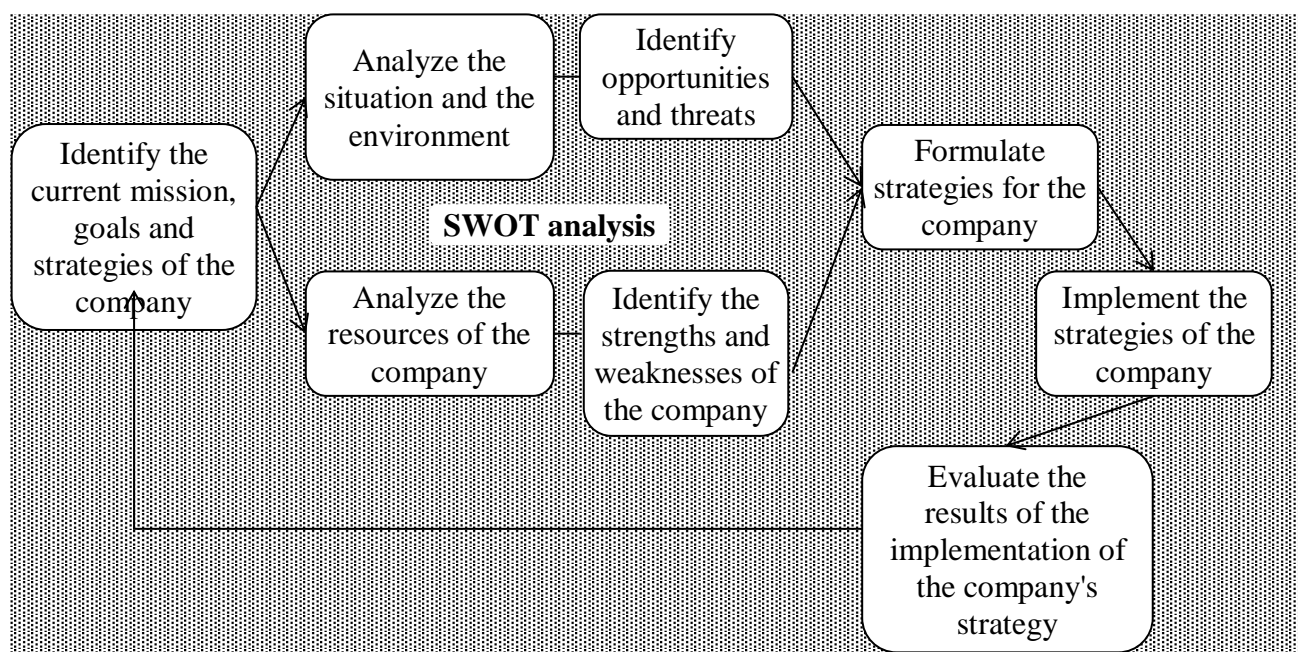 Identify the
current mission,
goals and
strategies of the
company
Analyze the
situation and the
environment
Identify
opportunities
and threats
SWOT analysis
Analyze the
resources of the
company
Identify the
strengths and
weaknesses of
the company
Formulate
strategies for the
company
Implement the
strategies of the
company
Evaluate the
results of the
implementation of
the company's
strategy